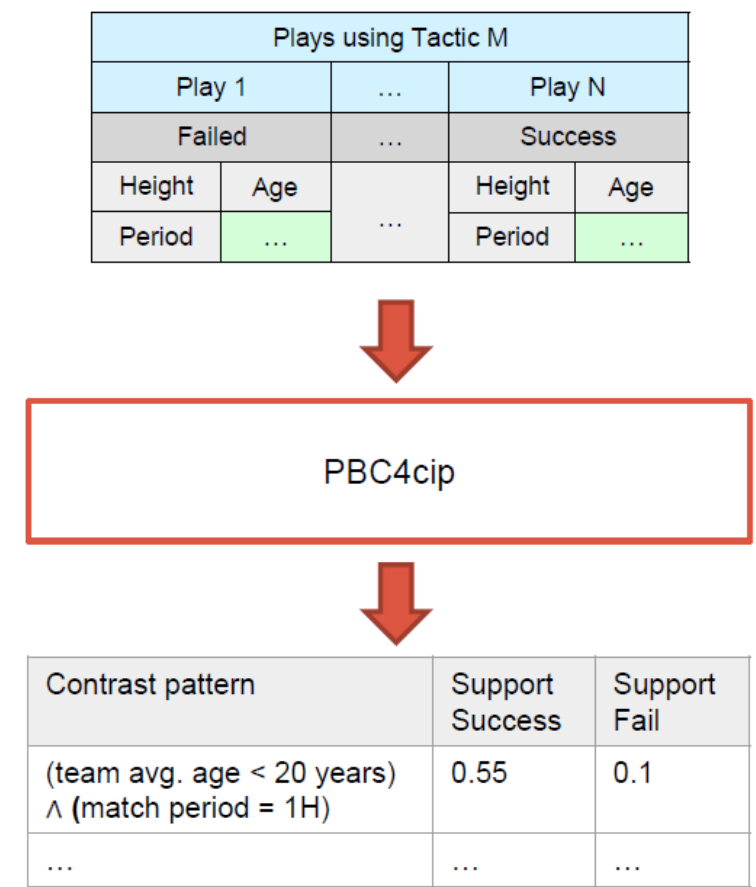 Plays using Tactic M
Play 1 … Play N
Failed … Success
Height Age … Height Age
Period … Period …
PBC4cip
Contrast pattern Support Success Support Fail
(team avg. age < 20 years) 0.55 0.1
∧ (match period = 1H)
… … …